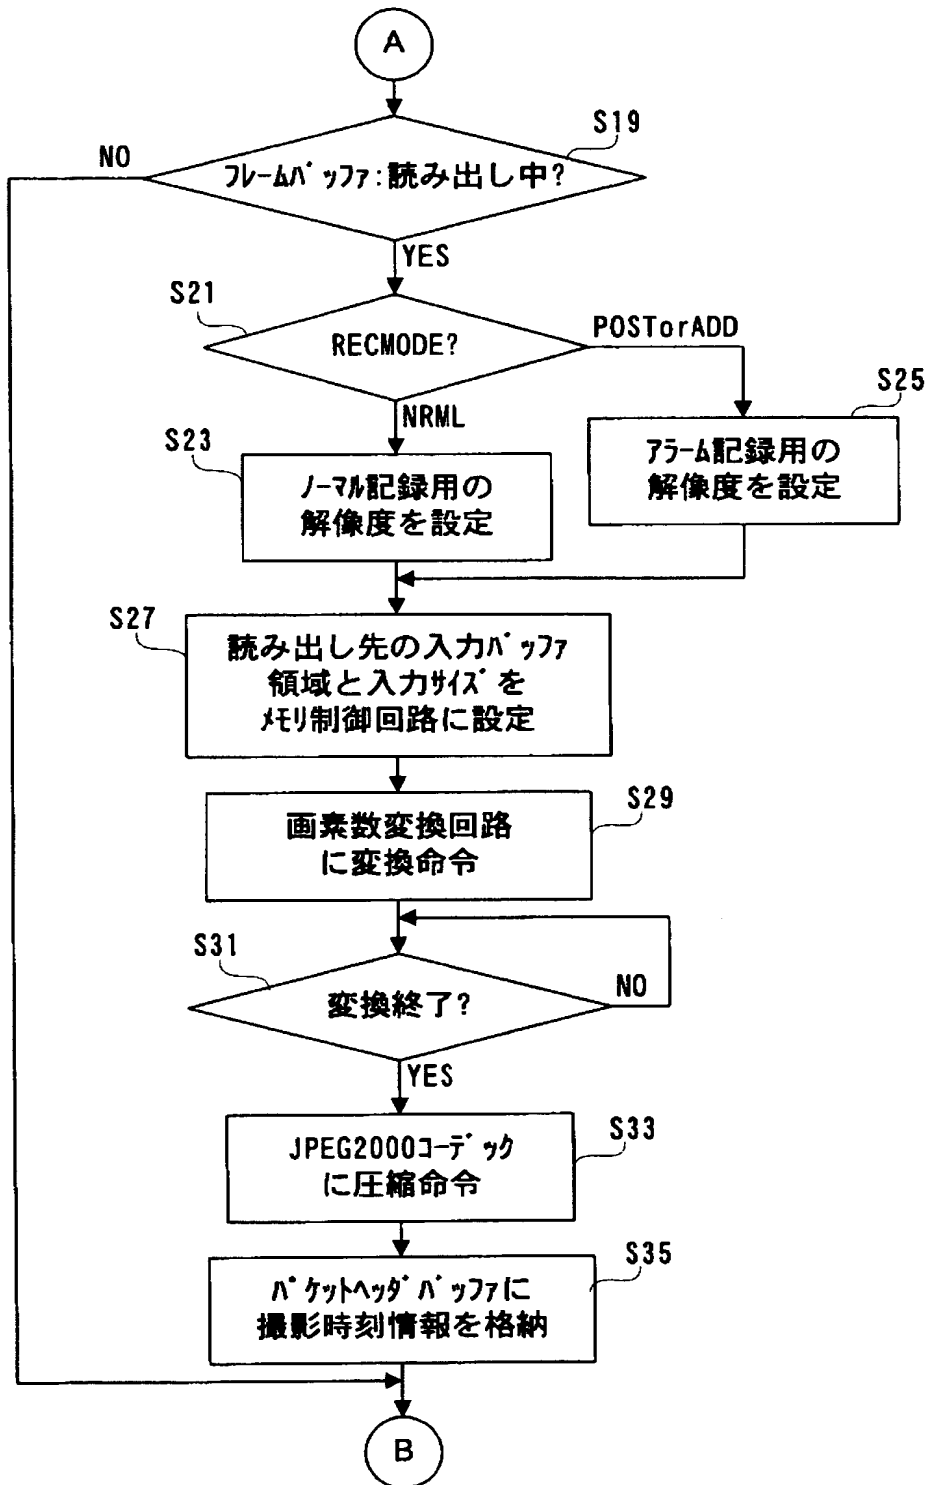 A
S19
NO
ﾌﾚｰﾑﾊﾞｯﾌｧ:読み出し中?
YES
S21
RECMODE?
POSTorADD
NRML
S25
ｱﾗｰﾑ記録用の
解像度を設定
S23
ﾉｰﾏﾙ記録用の
解像度を設定
S27
読み出し先の入力ﾊﾞｯﾌｧ
領域と入力ｻｲｽﾞを
ﾒﾓﾘ制御回路に設定
S29
画素数変換回路
に変換命令
S31
変換終了?
NO
YES
S33
JPEG2000ｺｰﾃﾞｯｸ
に圧縮命令
S35
ﾊﾟｹｯﾄﾍｯﾀﾞﾊﾞｯﾌｧに
撮影時刻情報を格納
B